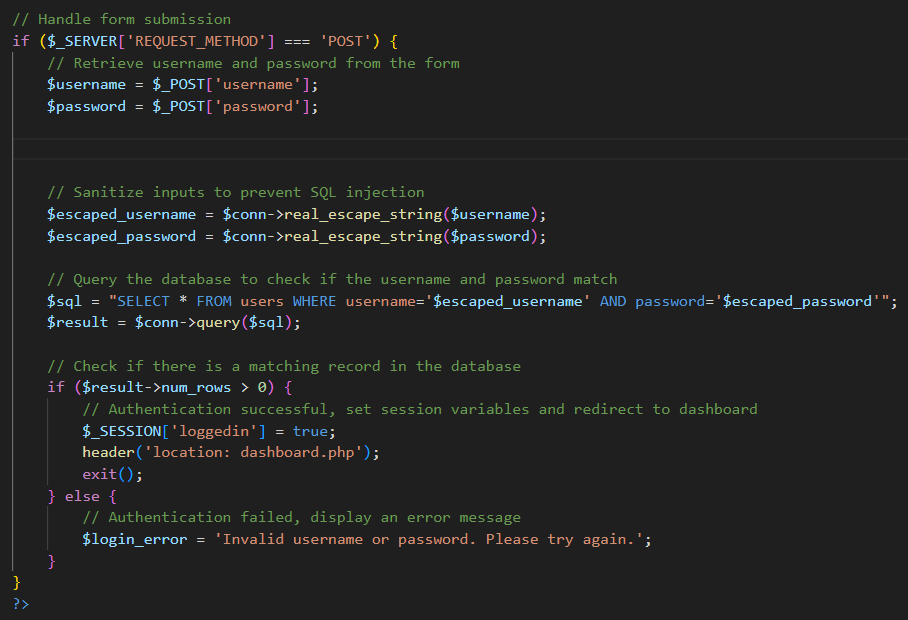 // Handle form submission
if ($_SERVER['REQUEST_METHOD'] === 'POST') {
    // Retrieve username and password from the form
    $username = $_POST['username'];
    $password = $_POST['password'];

    // Sanitize inputs to prevent SQL injection
    $escaped_username = $conn->real_escape_string($username);
    $escaped_password = $conn->real_escape_string($password);

    // Query the database to check if the username and password match
    $sql = "SELECT * FROM users WHERE username='$escaped_username' AND password='$escaped_password'";
    $result = $conn->query($sql);

    // Check if there is a matching record in the database
    if ($result->num_rows > 0) {
        // Authentication successful, set session variables and redirect to dashboard
        $_SESSION['loggedin'] = true;
        header('location: dashboard.php');
        exit();
    } else {
        // Authentication failed, display an error message
        $login_error = 'Invalid username or password. Please try again.';
    }
}
?>